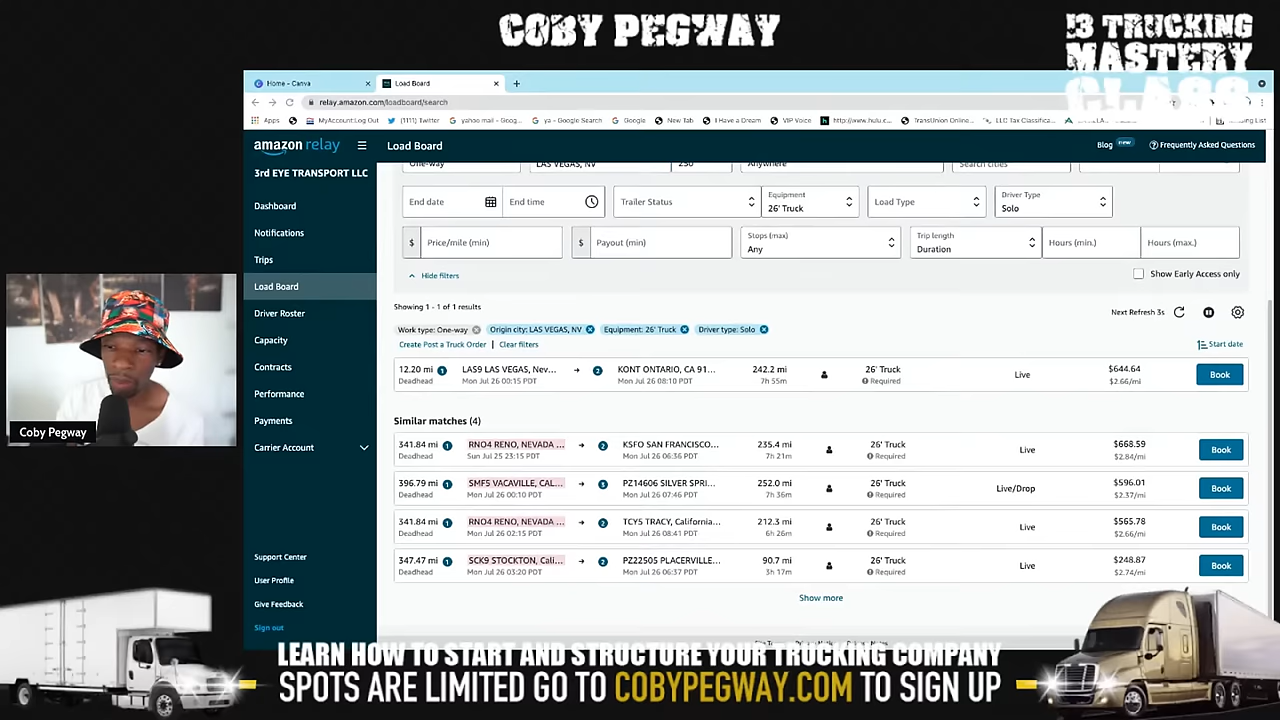 COBY PEGWAY
!3 TRUCKING
MASTERY
CLASS
Home - Canva
Load Board
relay.amazon.com/loadboard/search
Apps
MyAccount:Log Out
(1111) Twitter
yahoo mail - Goog...
ya - Google Search
Google
New Tab
I Have a Dream
VIP Voice
http://www.hulu.c...
TransUnion Online...
LLC Tax Classifica...
amazon relay
Load Board
Blog new
Frequently Asked Questions
3rd EYE TRANSPORT LLC
Dashboard
Notifications
Trips
Load Board
Driver Roster
Capacity
Contracts
Performance
Payments
Carrier Account
Support Center
User Profile
Give Feedback
Sign out
One-way
LAS VEGAS, NV
250
Anywhere
Search cities
End date
End time
Trailer Status
Equipment
26' Truck
Load Type
Driver Type
Solo
$ Price/mile (min)
$ Payout (min)
Stops (max)
Any
Trip length
Duration
Hours (min.)
Hours (max.)
Hide filters
Show Early Access only
Showing 1 - 1 of 1 results
Next Refresh 3s
Work type: One-way
Origin city: LAS VEGAS, NV
Equipment: 26' Truck
Driver type: Solo
Create Post a Truck Order | Clear filters
Start date
12.20 mi 1 LAS9 LAS VEGAS, Nev... → 2 KONT ONTARIO, CA 91... 242.2 mi 26' Truck Live $644.64 Book
Deadhead Mon Jul 26 00:15 PDT Mon Jul 26 08:10 PDT 7h 55m Required $2.66/mi
Similar matches (4)
341.84 mi 1 RNO4 RENO, NEVADA ... → 2 KSFO SAN FRANCISCO... 235.4 mi 26' Truck Live $668.59 Book
Deadhead Sun Jul 25 23:15 PDT Mon Jul 26 06:36 PDT 7h 21m Required $2.84/mi
396.79 mi 1 SMF5 VACAVILLE, CAL... → 3 PZ14606 SILVER SPRI... 252.0 mi 26' Truck Live/Drop $596.01 Book
Deadhead Mon Jul 26 00:10 PDT Mon Jul 26 07:46 PDT 7h 36m Required $2.37/mi
341.84 mi 1 RNO4 RENO, NEVADA ... → 2 TCY5 TRACY, California... 212.3 mi 26' Truck Live $565.78 Book
Deadhead Mon Jul 26 02:15 PDT Mon Jul 26 08:41 PDT 6h 26m Required $2.66/mi
347.47 mi 1 SCK9 STOCKTON, Cali... → 2 PZ22505 PLACERVILLE... 90.7 mi 26' Truck Live $248.87 Book
Deadhead Mon Jul 26 03:20 PDT Mon Jul 26 06:37 PDT 3h 17m Required $2.74/mi
Show more
Coby Pegway
LEARN HOW TO START AND STRUCTURE YOUR TRUCKING COMPANY
SPOTS ARE LIMITED GO TO COBYPEGWAY.COM TO SIGN UP